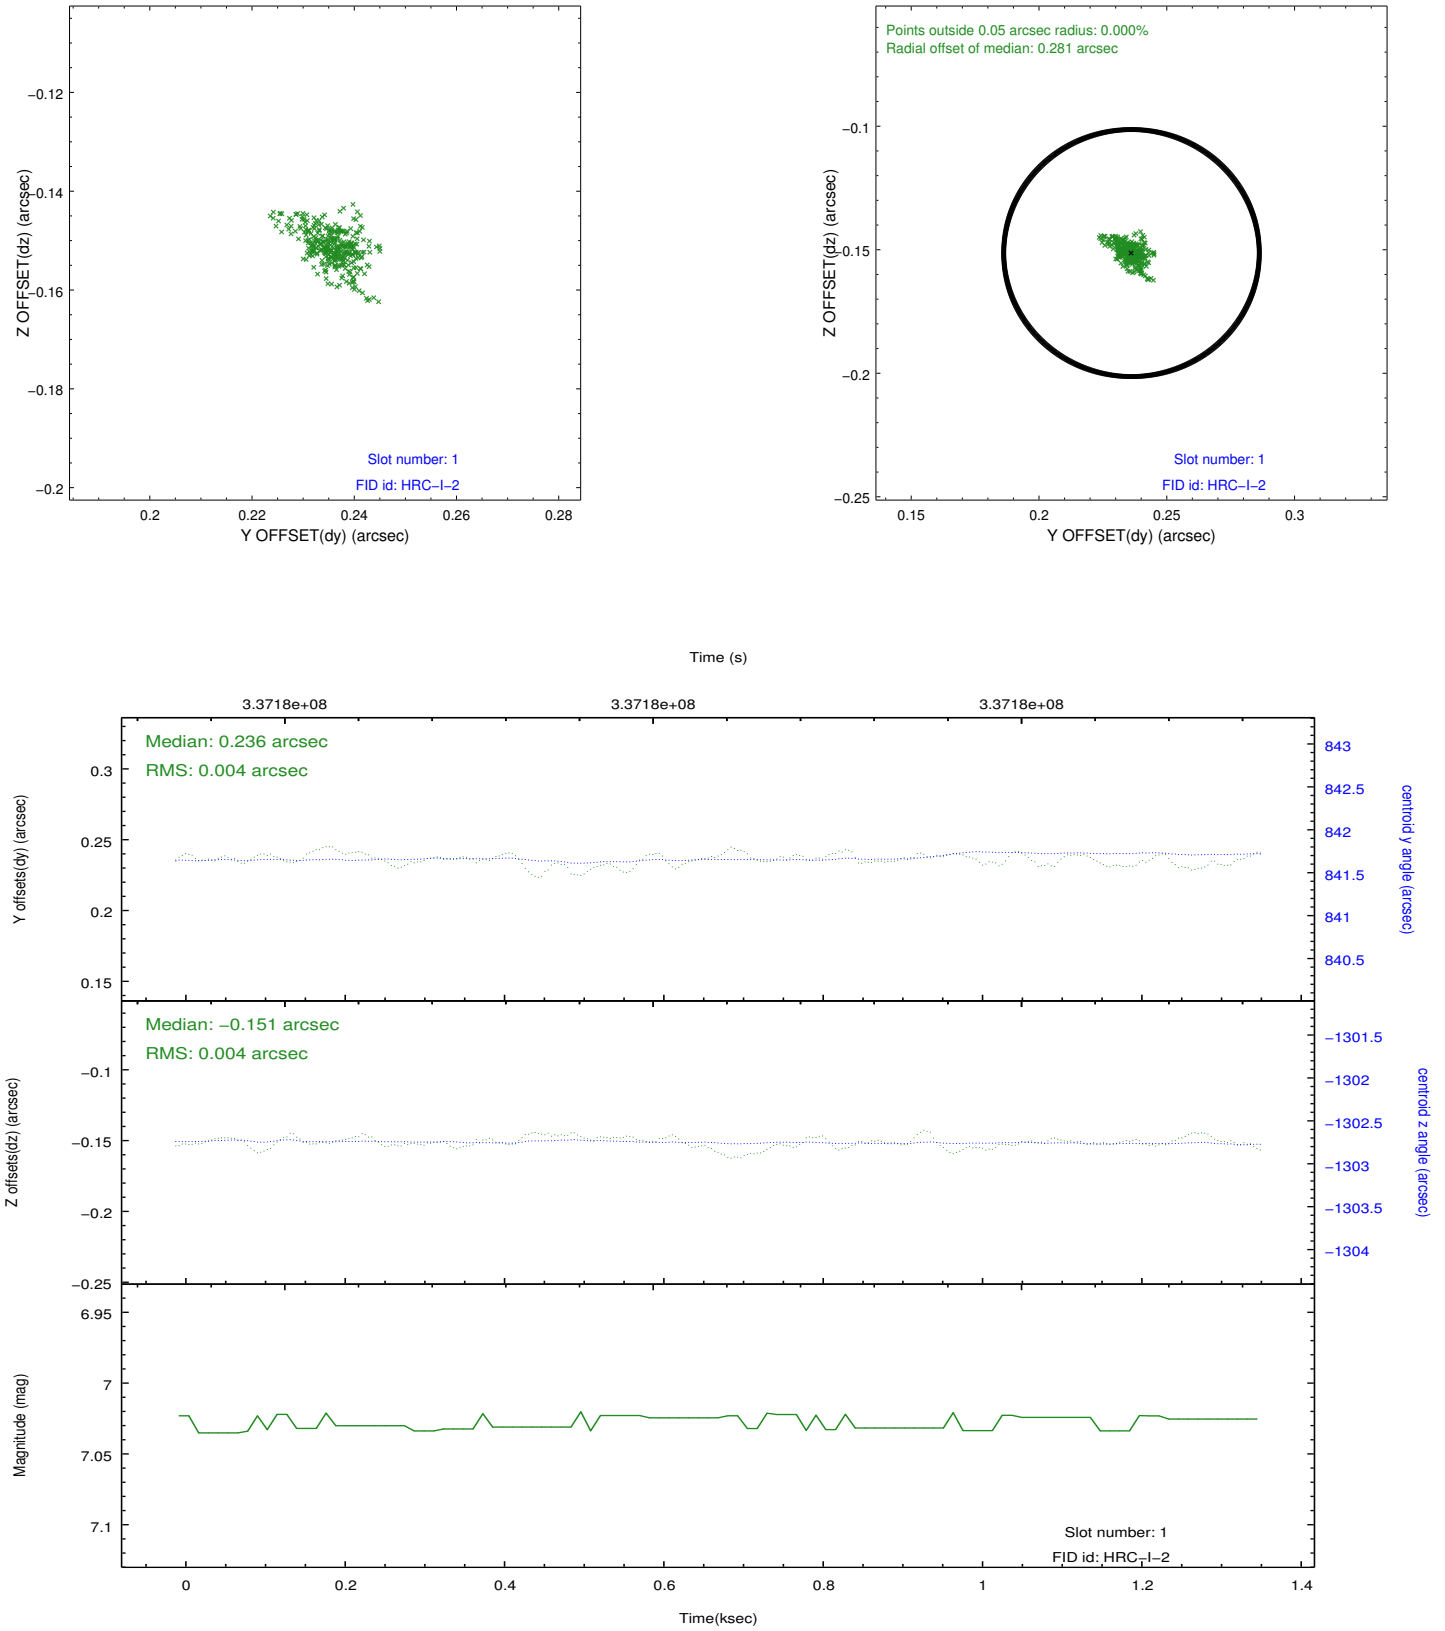 −0.12
−0.14
−0.16
−0.18
−0.2
Z OFFSET(dz) (arcsec)
Slot number: 1
FID id: HRC−I−2
0.2
0.22
0.24
0.26
0.28
Y OFFSET(dy) (arcsec)
Points outside 0.05 arcsec radius: 0.000%
Radial offset of median: 0.281 arcsec
−0.1
−0.15
−0.2
−0.25
Z OFFSET(dz) (arcsec)
Slot number: 1
FID id: HRC−I−2
0.15
0.2
0.25
0.3
Y OFFSET(dy) (arcsec)
Time (s)
3.3718e+08
3.3718e+08
3.3718e+08
Median: 0.236 arcsec
RMS: 0.004 arcsec
0.3
0.25
0.2
0.15
Y offsets(dy) (arcsec)
843
842.5
842
841.5
841
840.5
centroid y angle (arcsec)
Median: −0.151 arcsec
RMS: 0.004 arcsec
−0.1
−0.15
−0.2
−0.25
Z offsets(dz) (arcsec)
−1301.5
−1302
−1302.5
−1303
−1303.5
−1304
centroid z angle (arcsec)
6.95
7
7.05
7.1
Magnitude (mag)
Slot number: 1
FID id: HRC−I−2
0
0.2
0.4
0.6
0.8
1
1.2
1.4
Time(ksec)